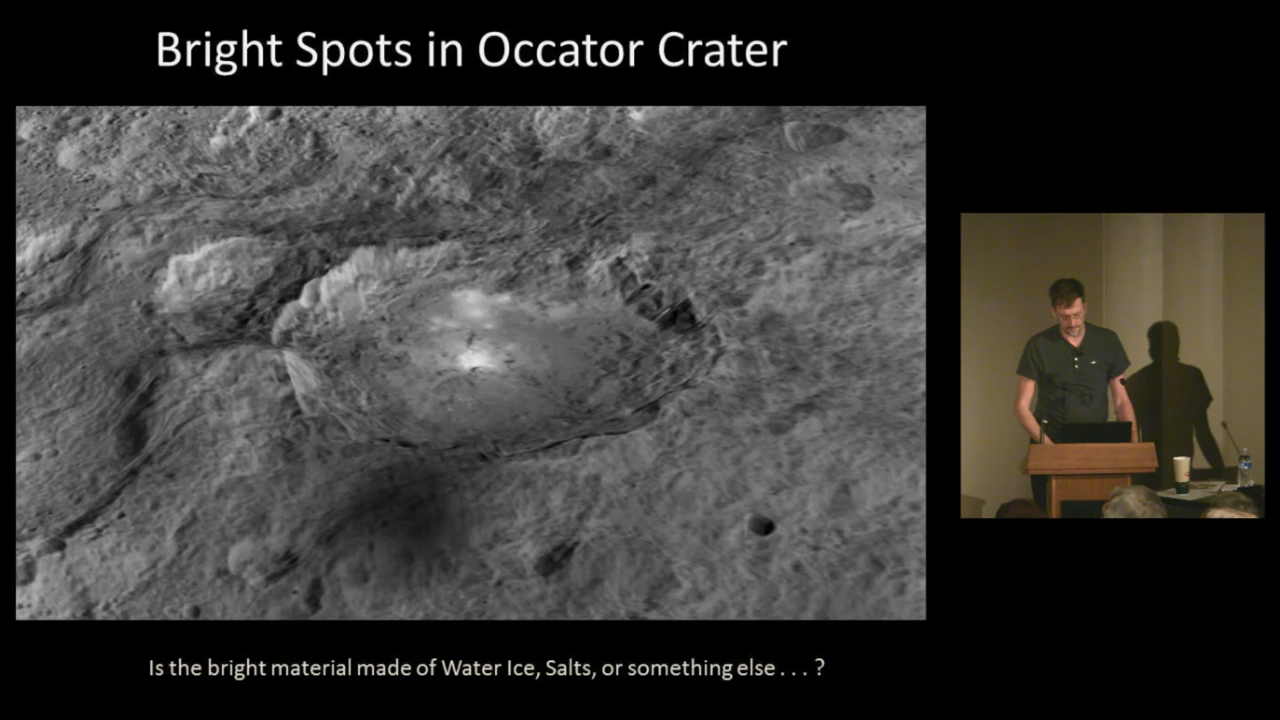 Bright Spots in Occator Crater
Is the bright material made of Water Ice, Salts, or something else . . . ?